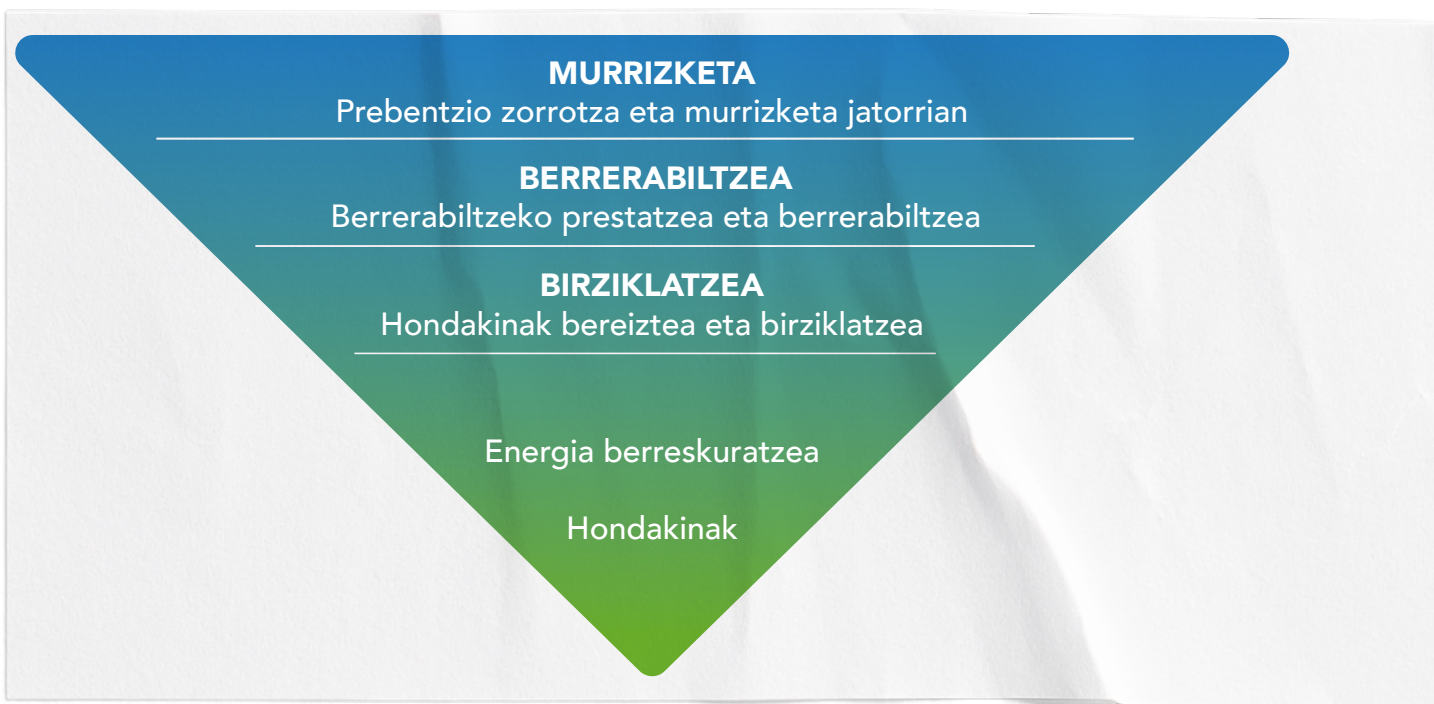 MURRIZKETA
Prebentzio zorrotza eta murrizketa jatorrian
BERRERABILTZEA
Berrerabiltzeko prestatzea eta berrerabiltzea
BIRZIKLATZEA
Hondakinak bereiztea eta birziklatzea
Energia berreskuratzea
Hondakinak